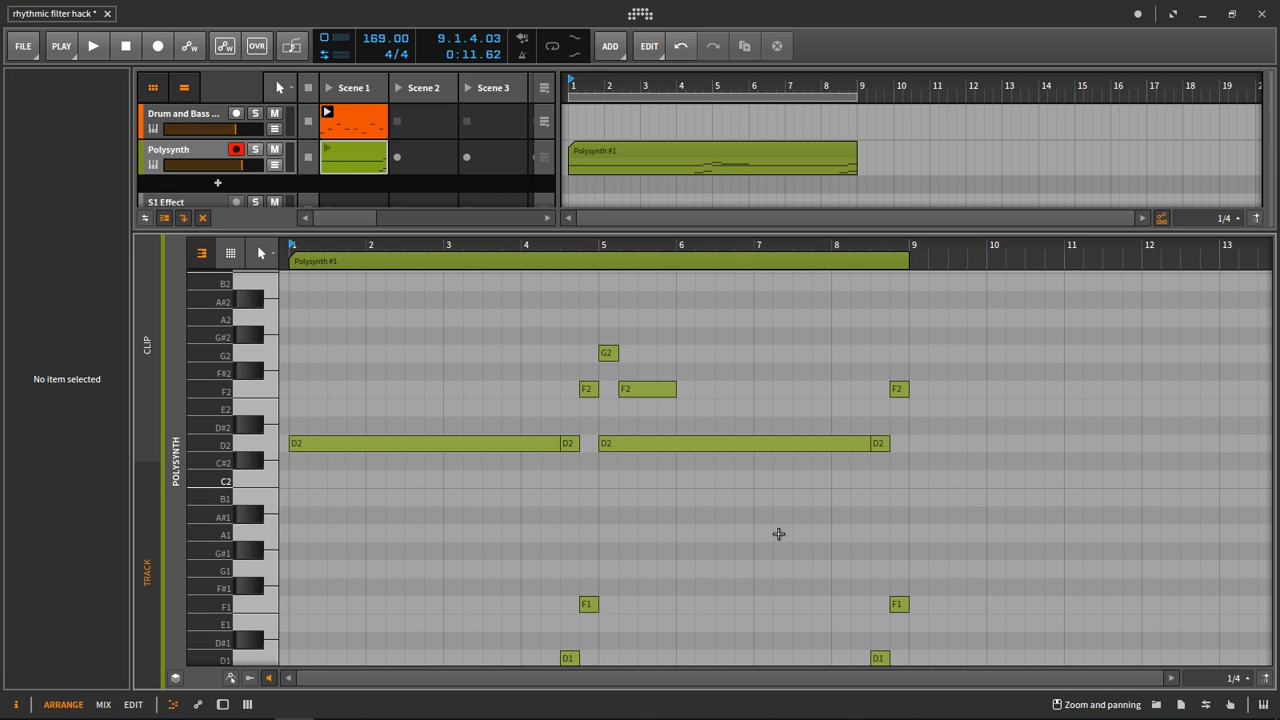 rhythmic filter hack *
FILE
PLAY
OVR
169.00
4/4
9.1.4.03
0:11.62
ADD
EDIT
Scene 1
Scene 2
Scene 3
1 2 3 4 5 6 7 8 9 10 11 12 13 14 15 16 17 18 19
Drum and Bass ...
S M
Polysynth
S M
Polysynth #1
S1 Effect
S M
1/4
1 2 3 4 5 6 7 8 9 10 11 12 13
Polysynth #1
No item selected
CLIP
POLYSYNTH
TRACK
B2
A#2
A2
G#2
G2 G2
F#2
F2 F2 F2 F2
E2
D#2
D2 D2 D2 D2 D2
C#2
C2
B1
A#1
A1
G#1
G1
F#1
F1 F1 F1
E1
D#1
D1 D1 D1
1/4
i
ARRANGE
MIX
EDIT
Zoom and panning